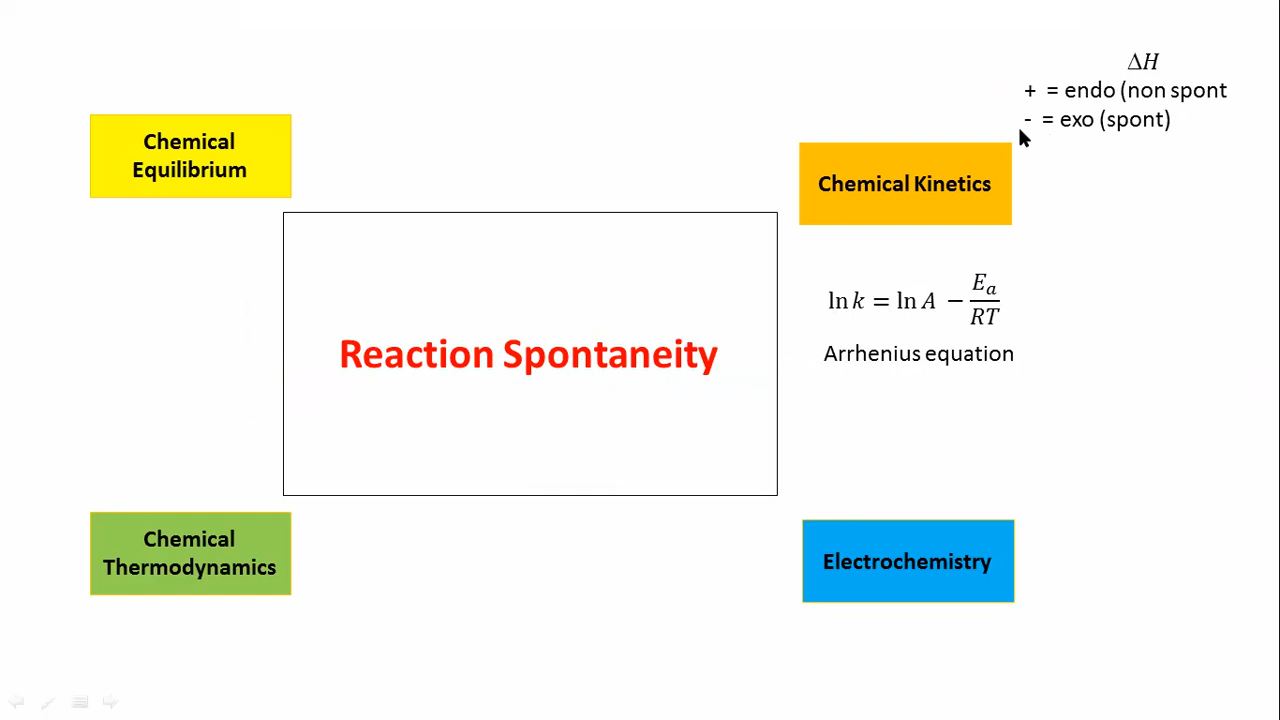 ΔH
+ = endo (non spont
- = exo (spont)
Chemical
Equilibrium
Chemical Kinetics
ln k = ln A − E_a/RT
Arrhenius equation
Reaction Spontaneity
Chemical
Thermodynamics
Electrochemistry